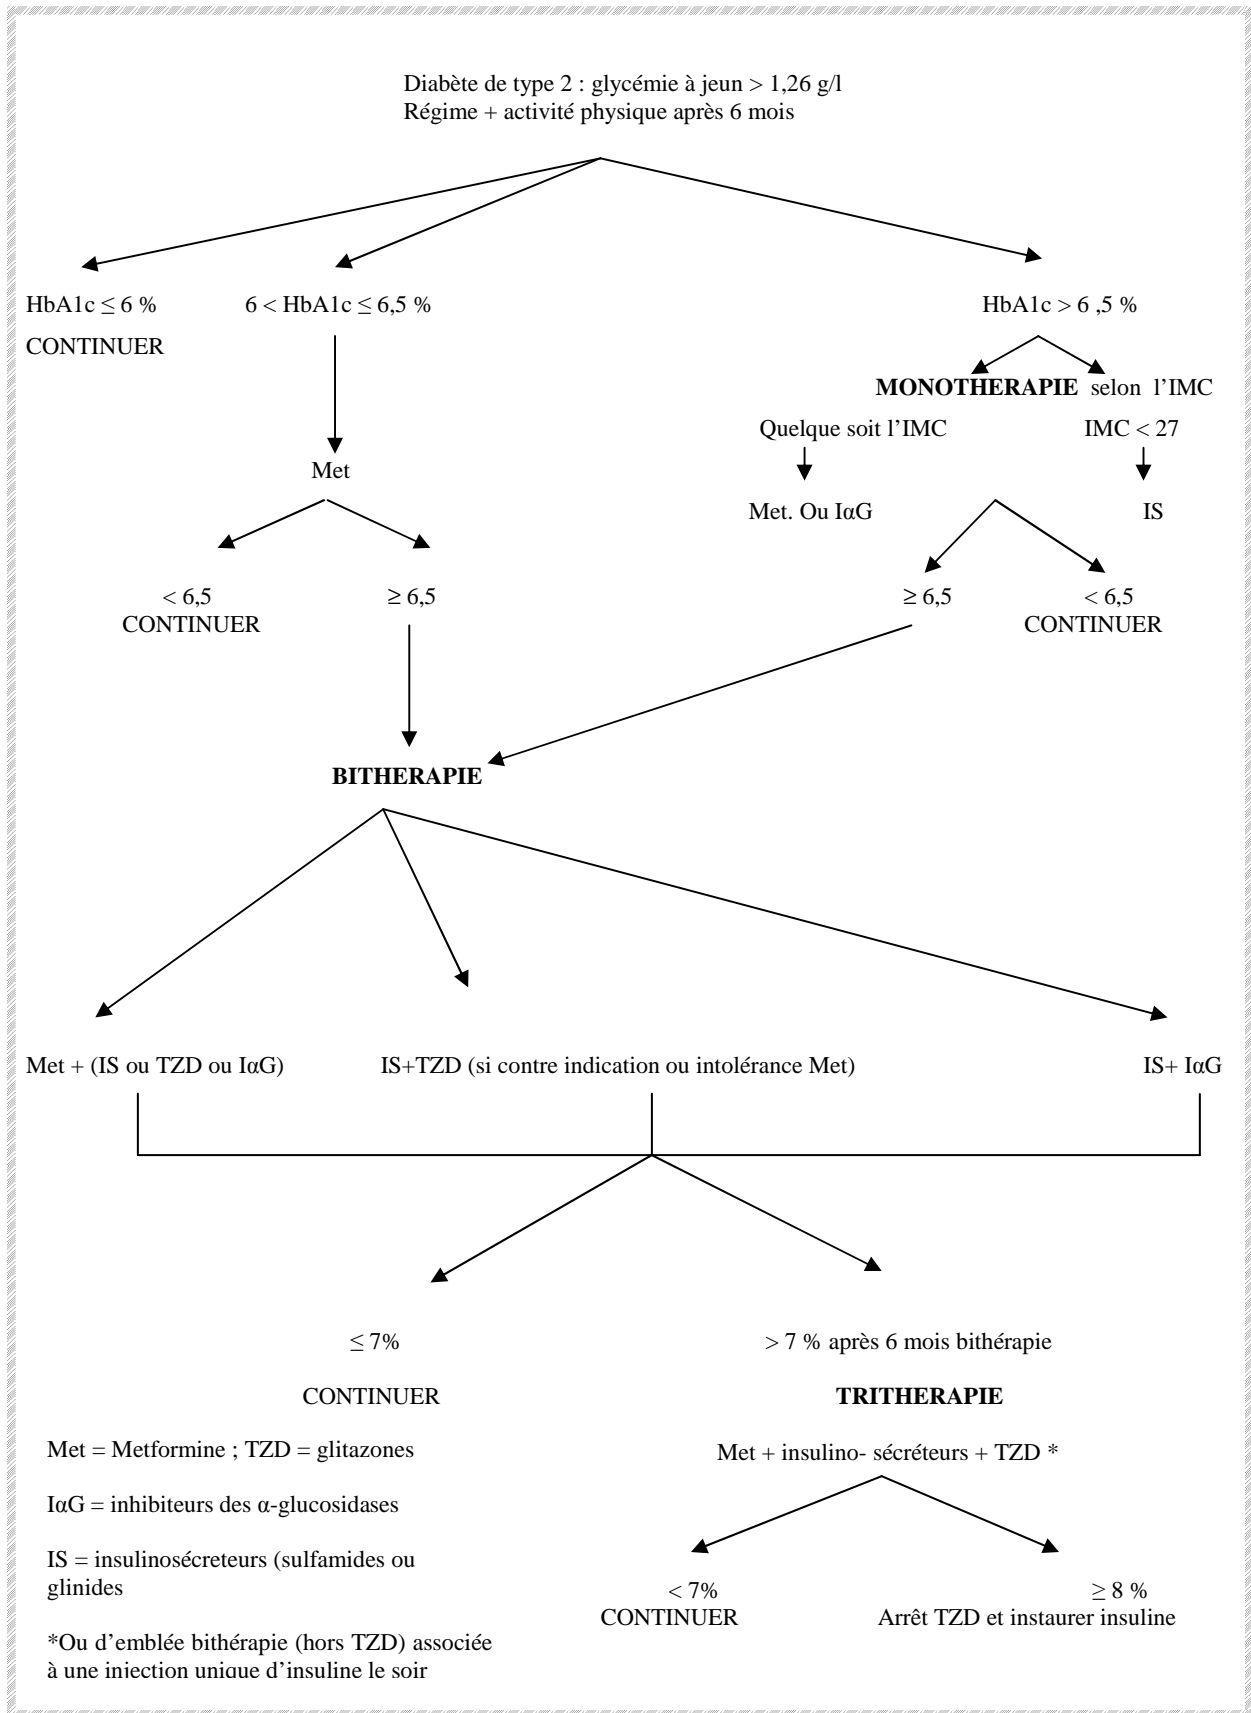 Diabète de type 2 : glycémie à jeun > 1,26 g/l
Régime + activité physique après 6 mois
HbA1c ≤ 6 %
CONTINUER
6 < HbA1c ≤ 6,5 %
HbA1c > 6 ,5 %
MONOTHERAPIE selon l’IMC
Quelque soit l’IMC
IMC < 27
Met
Met. Ou IαG
IS
< 6,5
CONTINUER
≥ 6,5
≥ 6,5
< 6,5
CONTINUER
BITHERAPIE
Met + (IS ou TZD ou IαG)
IS+TZD (si contre indication ou intolérance Met)
IS+ IαG
≤ 7%
CONTINUER
> 7 % après 6 mois bithérapie
TRITHERAPIE
Met + insulino- sécréteurs + TZD *
< 7%
CONTINUER
≥ 8 %
Arrêt TZD et instaurer insuline
Met = Metformine ; TZD = glitazones
IαG = inhibiteurs des α-glucosidases
IS = insulinosécreteurs (sulfamides ou
glinides
*Ou d’emblée bithérapie (hors TZD) associée
à une injection unique d’insuline le soir